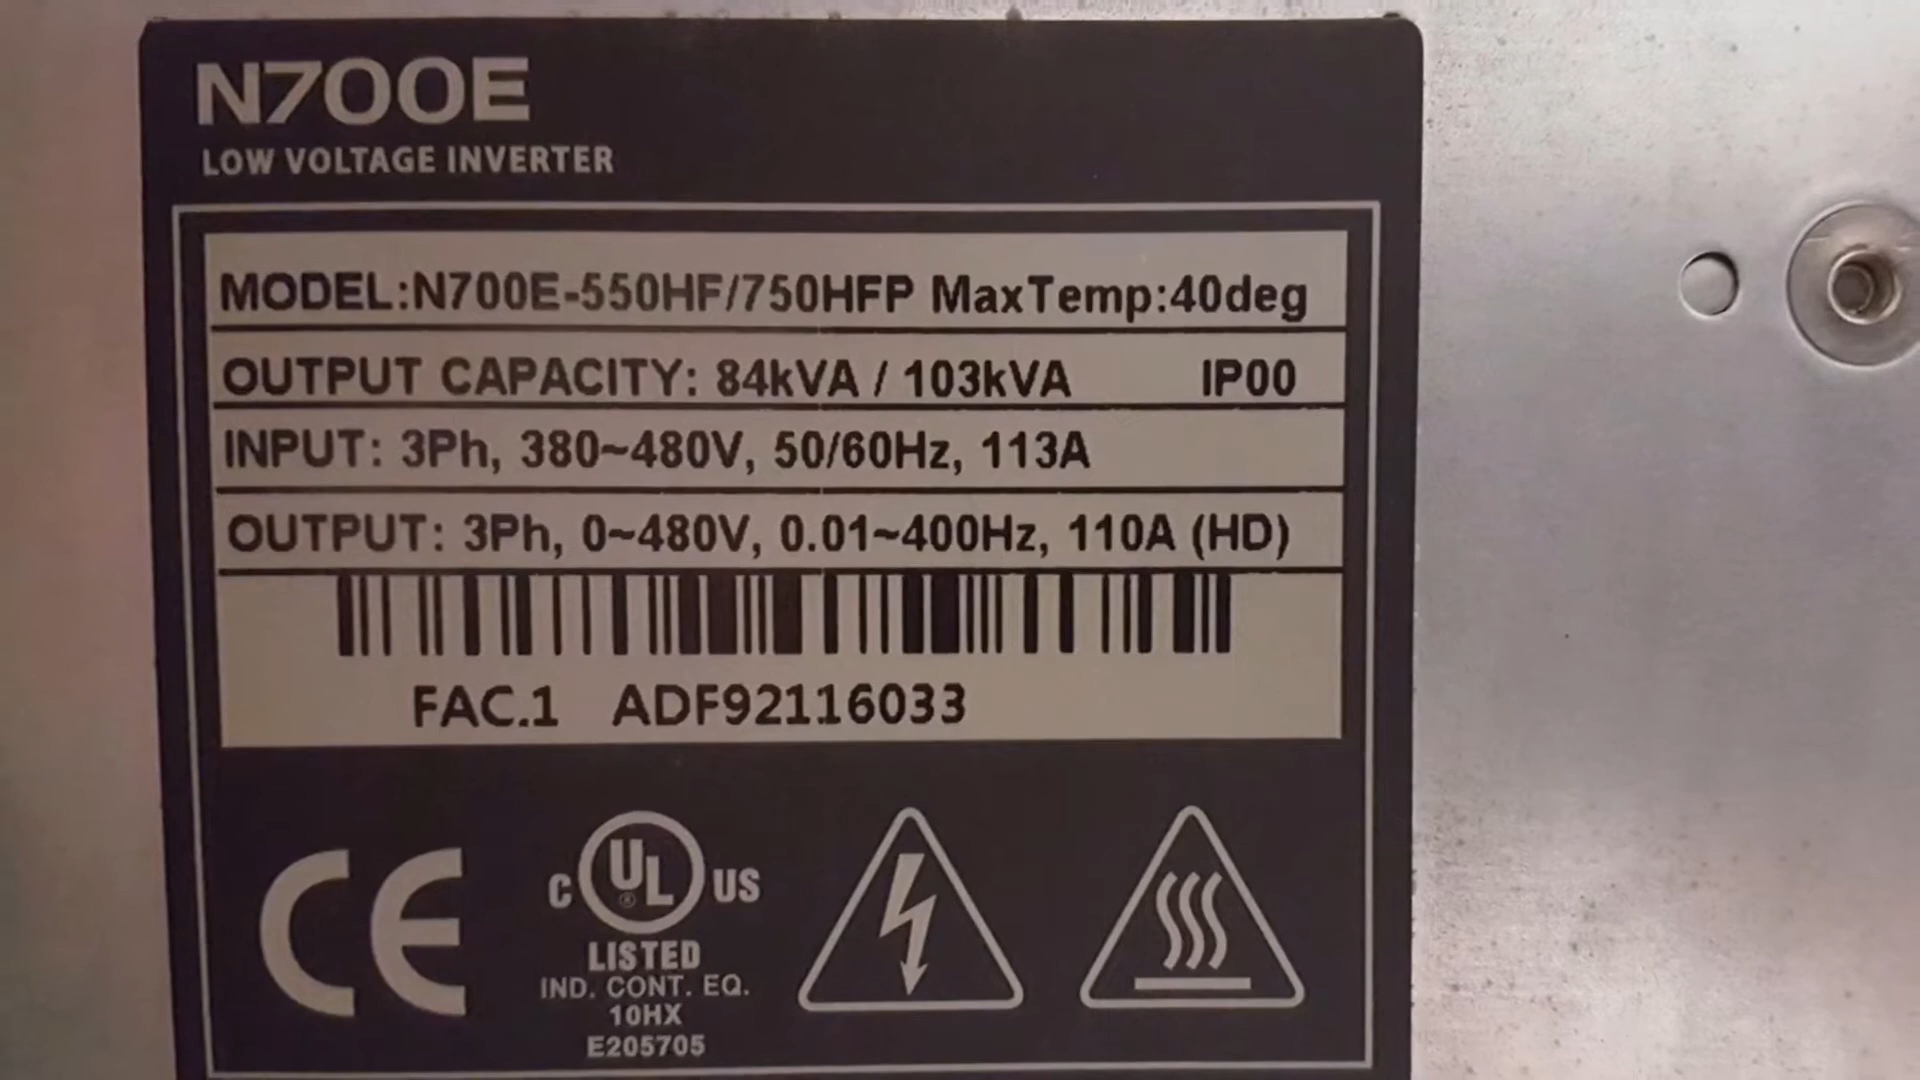 N700E
LOW VOLTAGE INVERTER
MODEL:N700E-550HF/750HFP MaxTemp:40deg
OUTPUT CAPACITY: 84kVA / 103kVA IP00
INPUT: 3Ph, 380~480V, 50/60Hz, 113A
OUTPUT: 3Ph, 0~480V, 0.01~400Hz, 110A (HD)
FAC.1 ADF92116033
CE
C UL® US
LISTED
IND. CONT. EQ.
10HX
E205705